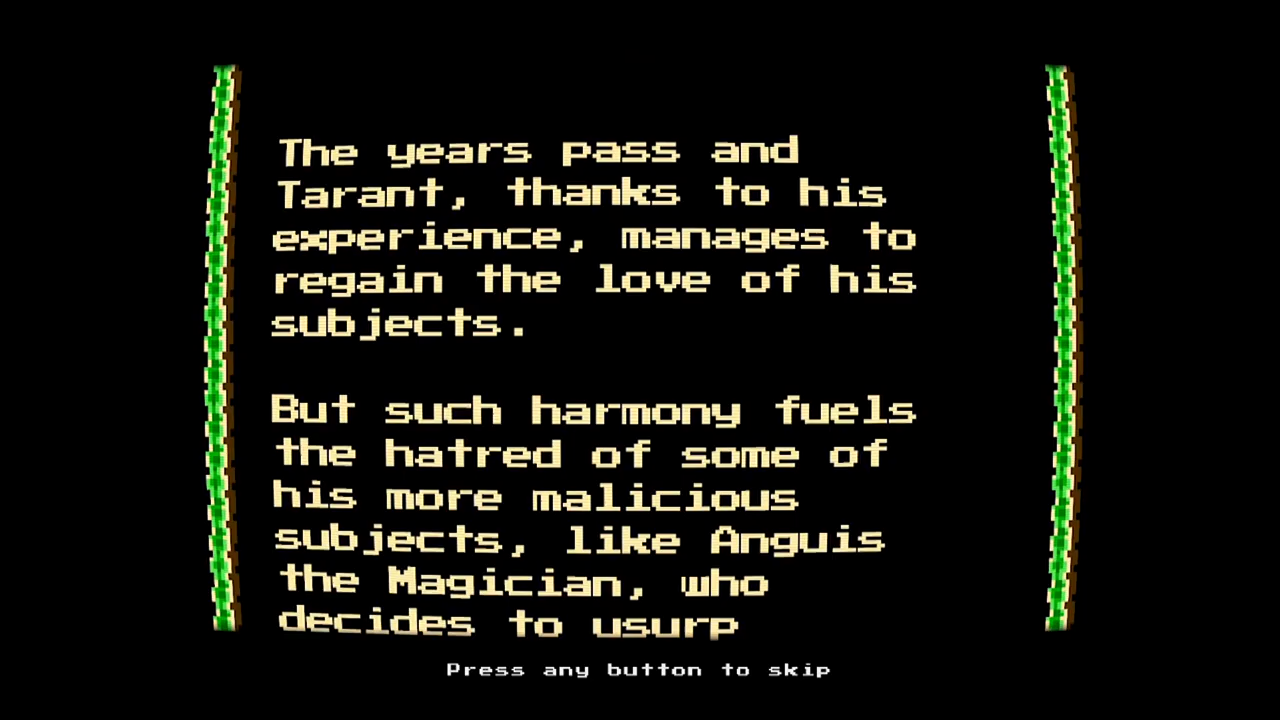 The years pass and
Tarant, thanks to his
experience, manages to
regain the love of his
subjects.
But such harmony fuels
the hatred of some of
his more malicious
subjects, like Anguis
the Magician, who
decides to usurp
Press any button to skip